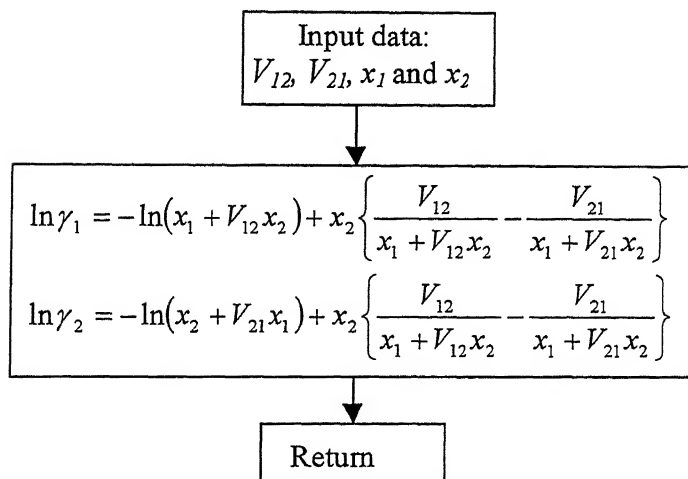 Input data:
V₁₂, V₂₁, x₁ and x₂
lnγ₁ = −ln(x₁ + V₁₂x₂) + x₂{V₁₂/(x₁ + V₁₂x₂) − V₂₁/(x₁ + V₂₁x₂)}
lnγ₂ = −ln(x₂ + V₂₁x₁) + x₂{V₁₂/(x₁ + V₁₂x₂) − V₂₁/(x₁ + V₂₁x₂)}
Return